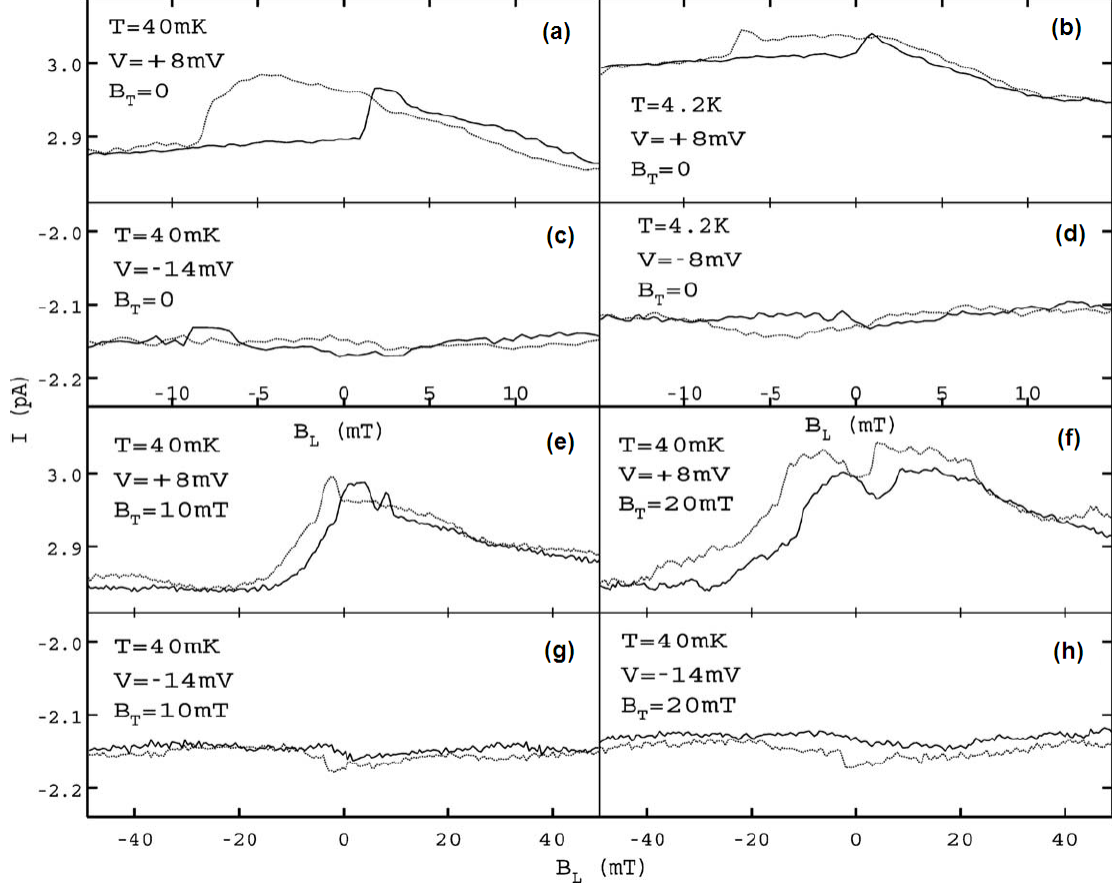 T=40mK
V=+8mV
B_T=0
(a)
3.0
2.9
(b)
T=4.2K
V=+8mV
B_T=0
-2.0
-2.1
-2.2
T=40mK
V=-14mV
B_T=0
(c)
-10 -5 0 5 10
B_L (mT)
T=4.2K
V=-8mV
B_T=0
(d)
-10 -5 0 5 10
B_L (mT)
I (pA)
T=40mK
V=+8mV
B_T=10mT
(e)
3.0
2.9
T=40mK
V=+8mV
B_T=20mT
(f)
-2.0
-2.1
-2.2
T=40mK
V=-14mV
B_T=10mT
(g)
T=40mK
V=-14mV
B_T=20mT
(h)
-40 -20 0 20 -40 -20 0 20 40
B_L (mT)